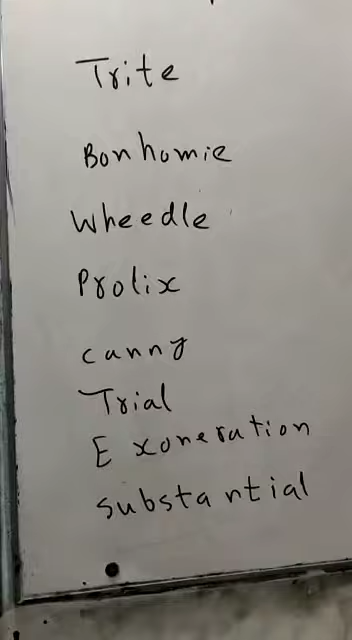 Trite
Bonhomie
Wheedle
Prolix
canny
Trial
Exoneration
substantial